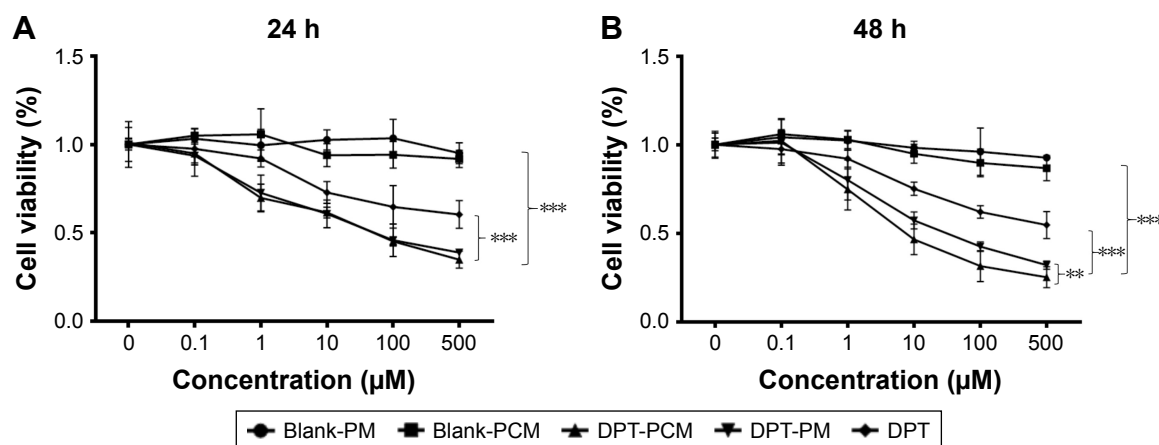 A
24 h
1.5
1.0
0.5
0.0
Cell viability (%)
0
0.1
1
10
100
500
Concentration (µM)
***
***
B
48 h
1.5
1.0
0.5
0.0
Cell viability (%)
0
0.1
1
10
100
500
Concentration (µM)
**
***
***
Blank-PM Blank-PCM DPT-PCM DPT-PM DPT